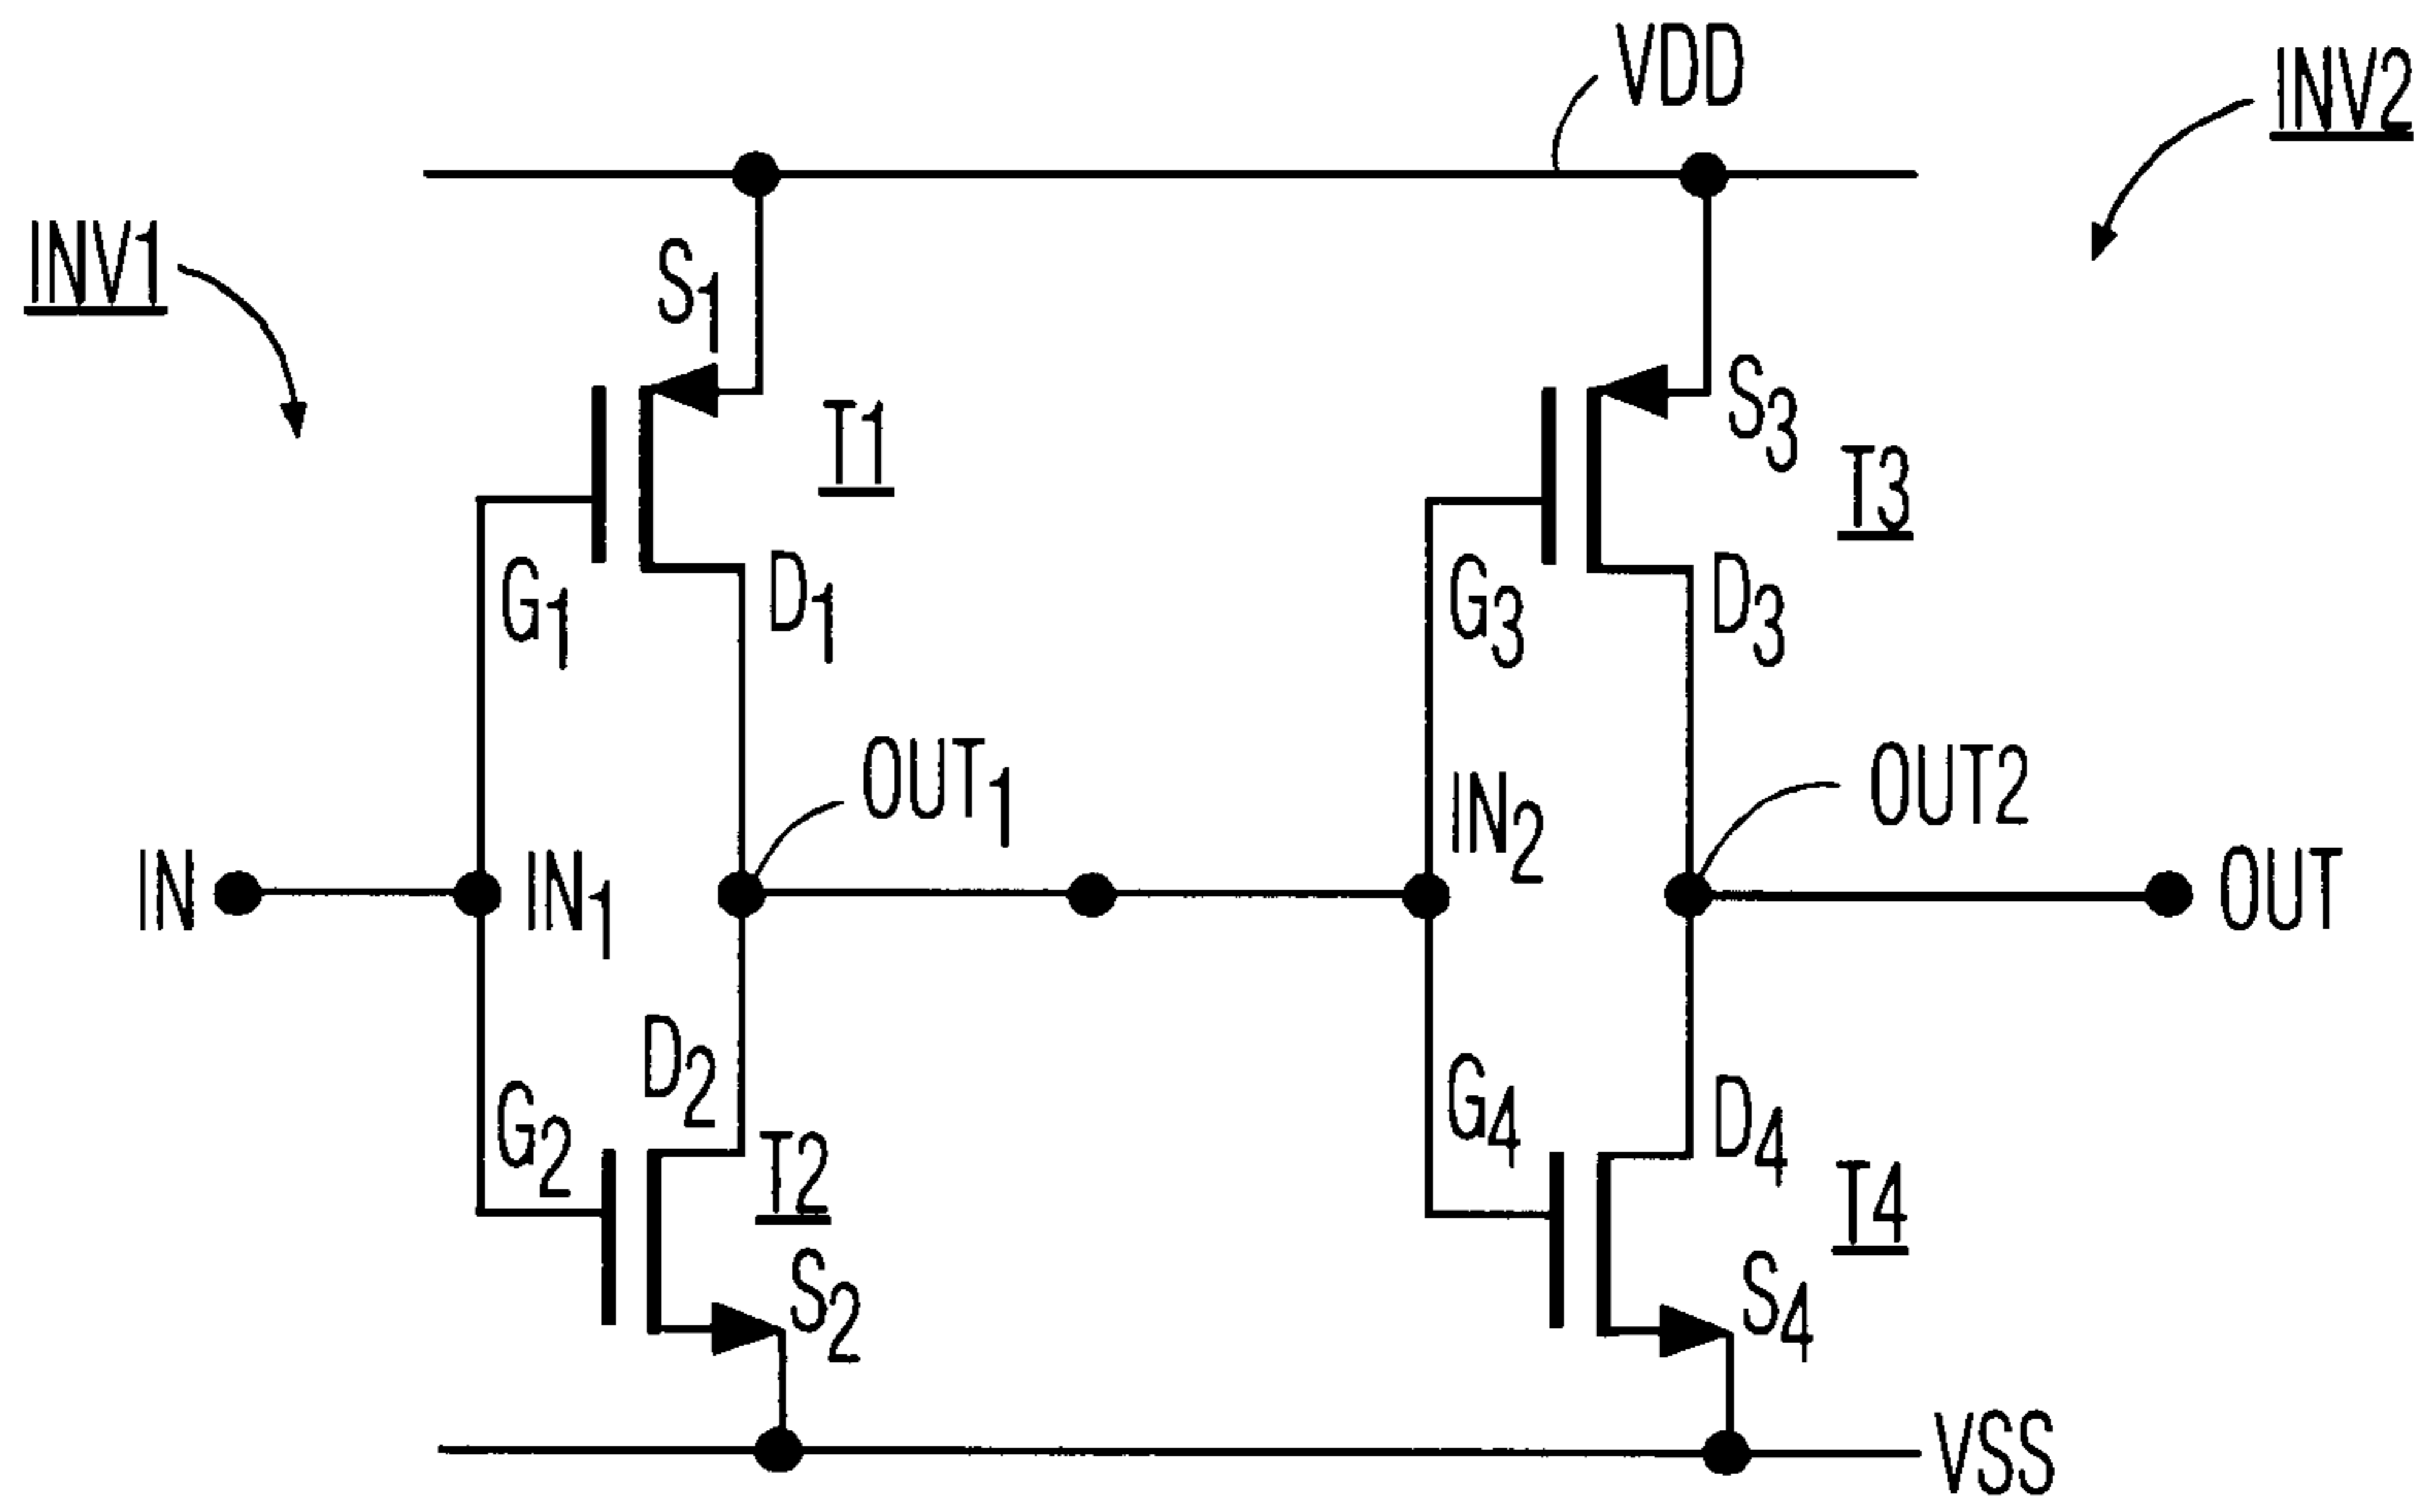 VDD
INV2
INV1
S1
T1
S3
T3
G1
D1
G3
D3
OUT1
IN2
OUT2
IN
IN1
OUT
D2
G2
T2
S2
G4
D4
T4
S4
VSS